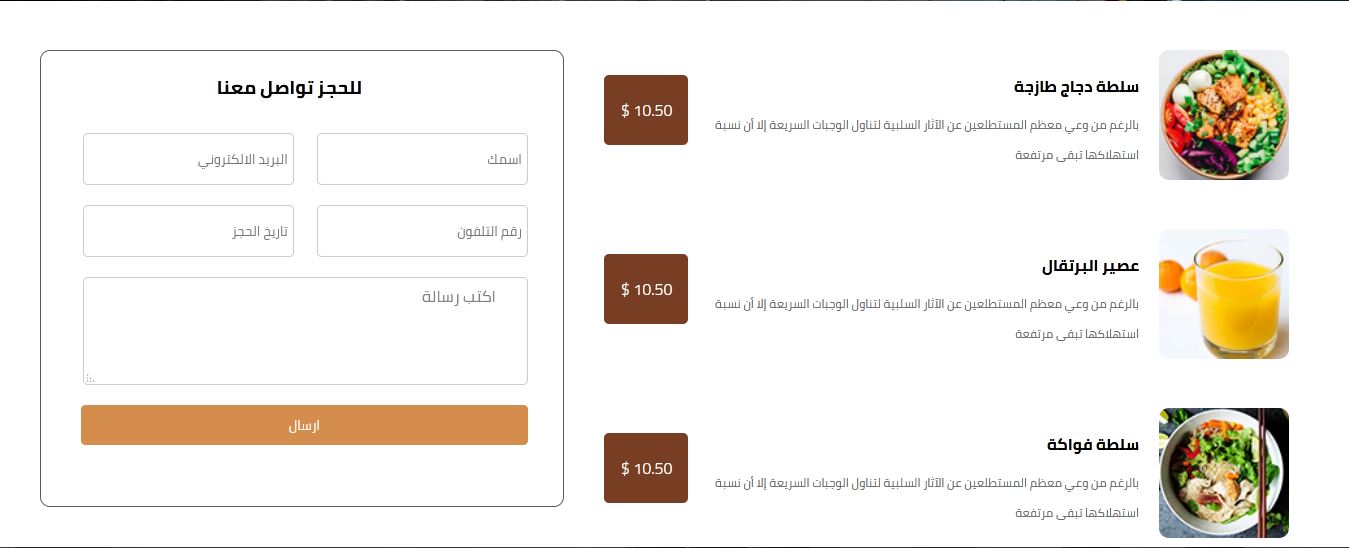 سلطة دجاج طازجة
بالرغم من وعي معظم المستطلعين عن الآثار السلبية لتناول الوجبات السريعة إلا أن نسبة
استهلاكها تبقى مرتفعة
$ 10.50
عصير البرتقال
بالرغم من وعي معظم المستطلعين عن الآثار السلبية لتناول الوجبات السريعة إلا أن نسبة
استهلاكها تبقى مرتفعة
$ 10.50
سلطة فواكة
بالرغم من وعي معظم المستطلعين عن الآثار السلبية لتناول الوجبات السريعة إلا أن نسبة
استهلاكها تبقى مرتفعة
$ 10.50
للحجز تواصل معنا
اسمك
البريد الالكتروني
رقم التلفون
تاريخ الحجز
اكتب رسالة
ارسال